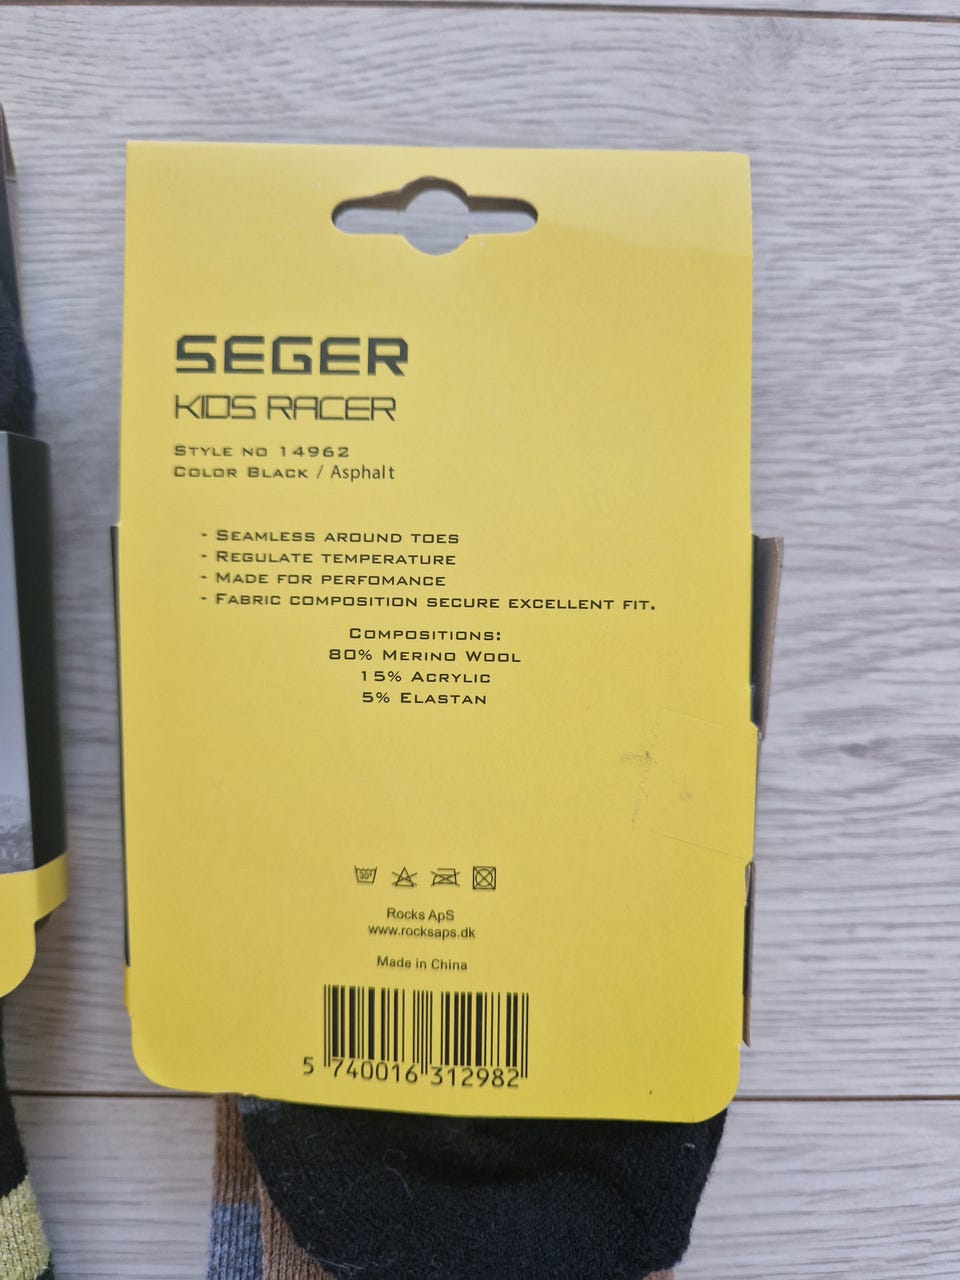 SEGER
KIDS RACER
STYLE NO 14962
COLOR BLACK / Asphalt
- SEAMLESS AROUND TOES
- REGULATE TEMPERATURE
- MADE FOR PERFOMANCE
- FABRIC COMPOSITION SECURE EXCELLENT FIT.
COMPOSITIONS:
80% MERINO WOOL
15% ACRYLIC
5% ELASTAN
30°
Rocks ApS
www.rocksaps.dk
Made in China
5 740016 312982